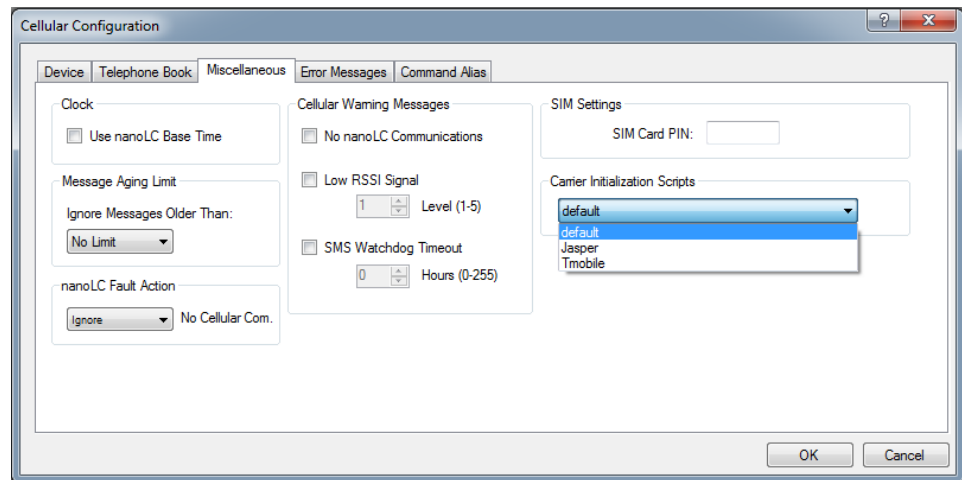 Cellular Configuration
Device Telephone Book Miscellaneous Error Messages Command Alias
Clock
Use nanoLC Base Time
Message Aging Limit
Ignore Messages Older Than:
No Limit
nanoLC Fault Action
Ignore No Cellular Com.
Cellular Warning Messages
No nanoLC Communications
Low RSSI Signal
1 Level (1-5)
SMS Watchdog Timeout
0 Hours (0-255)
SIM Settings
SIM Card PIN:
Carrier Initialization Scripts
default
default
Jasper
Tmobile
OK Cancel